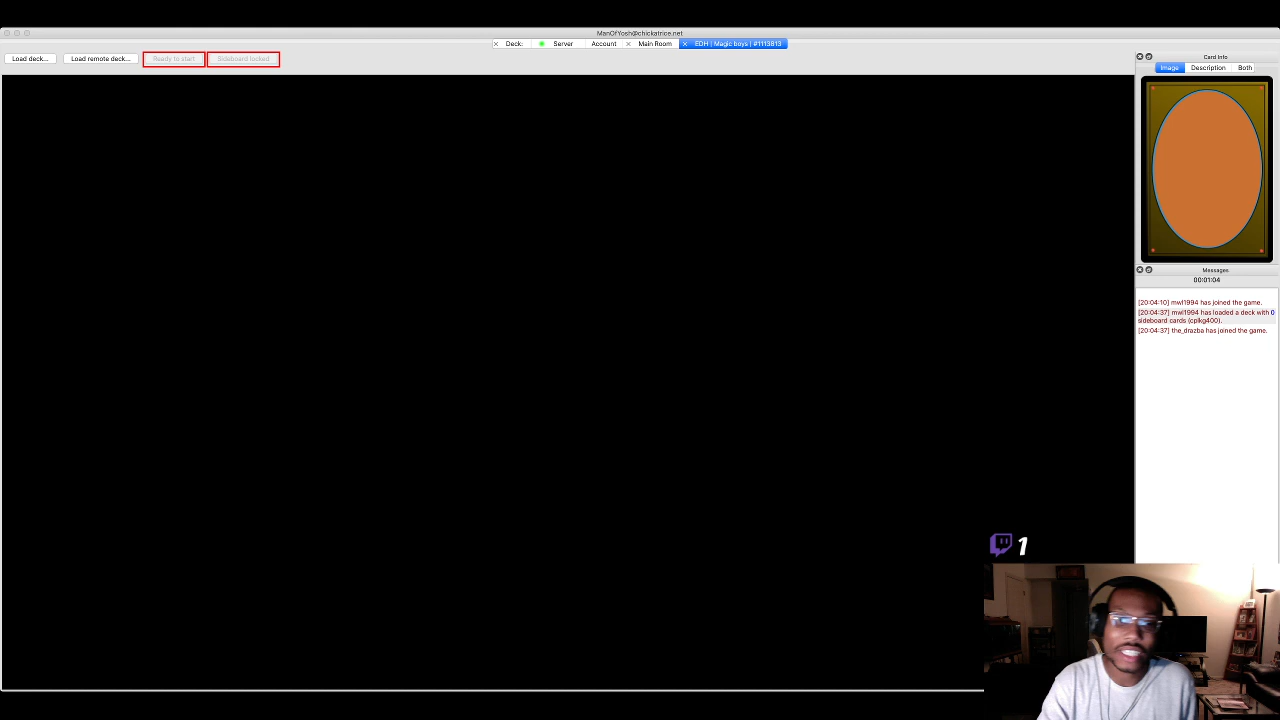 ManOfYosh@chickatrice.net
Deck:
Server
Account
Main Room
EDH | Magic boys | #1113813
Load deck...
Load remote deck...
Ready to start
Sideboard locked
Card Info
Image
Description
Both
Messages
00:01:04
[20:04:10] mwl1994 has joined the game.
[20:04:37] mwl1994 has loaded a deck with 0
sideboard cards (cplkg400).
[20:04:37] the_drazba has joined the game.
1